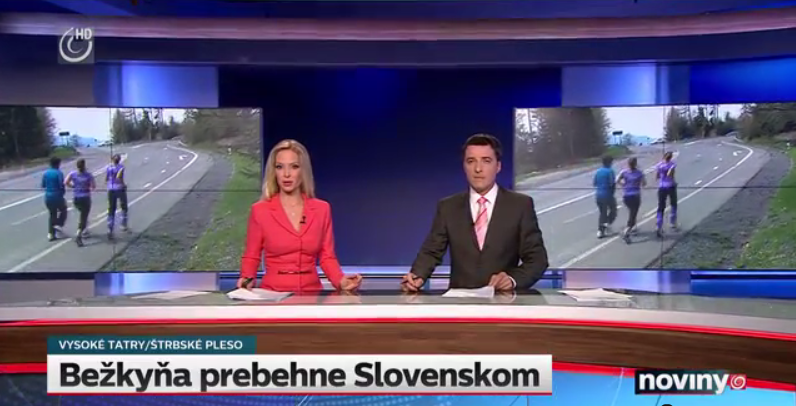 HD
VYSOKÉ TATRY/ŠTRBSKÉ PLESO
Bežkyňa prebehne Slovenskom
noviny